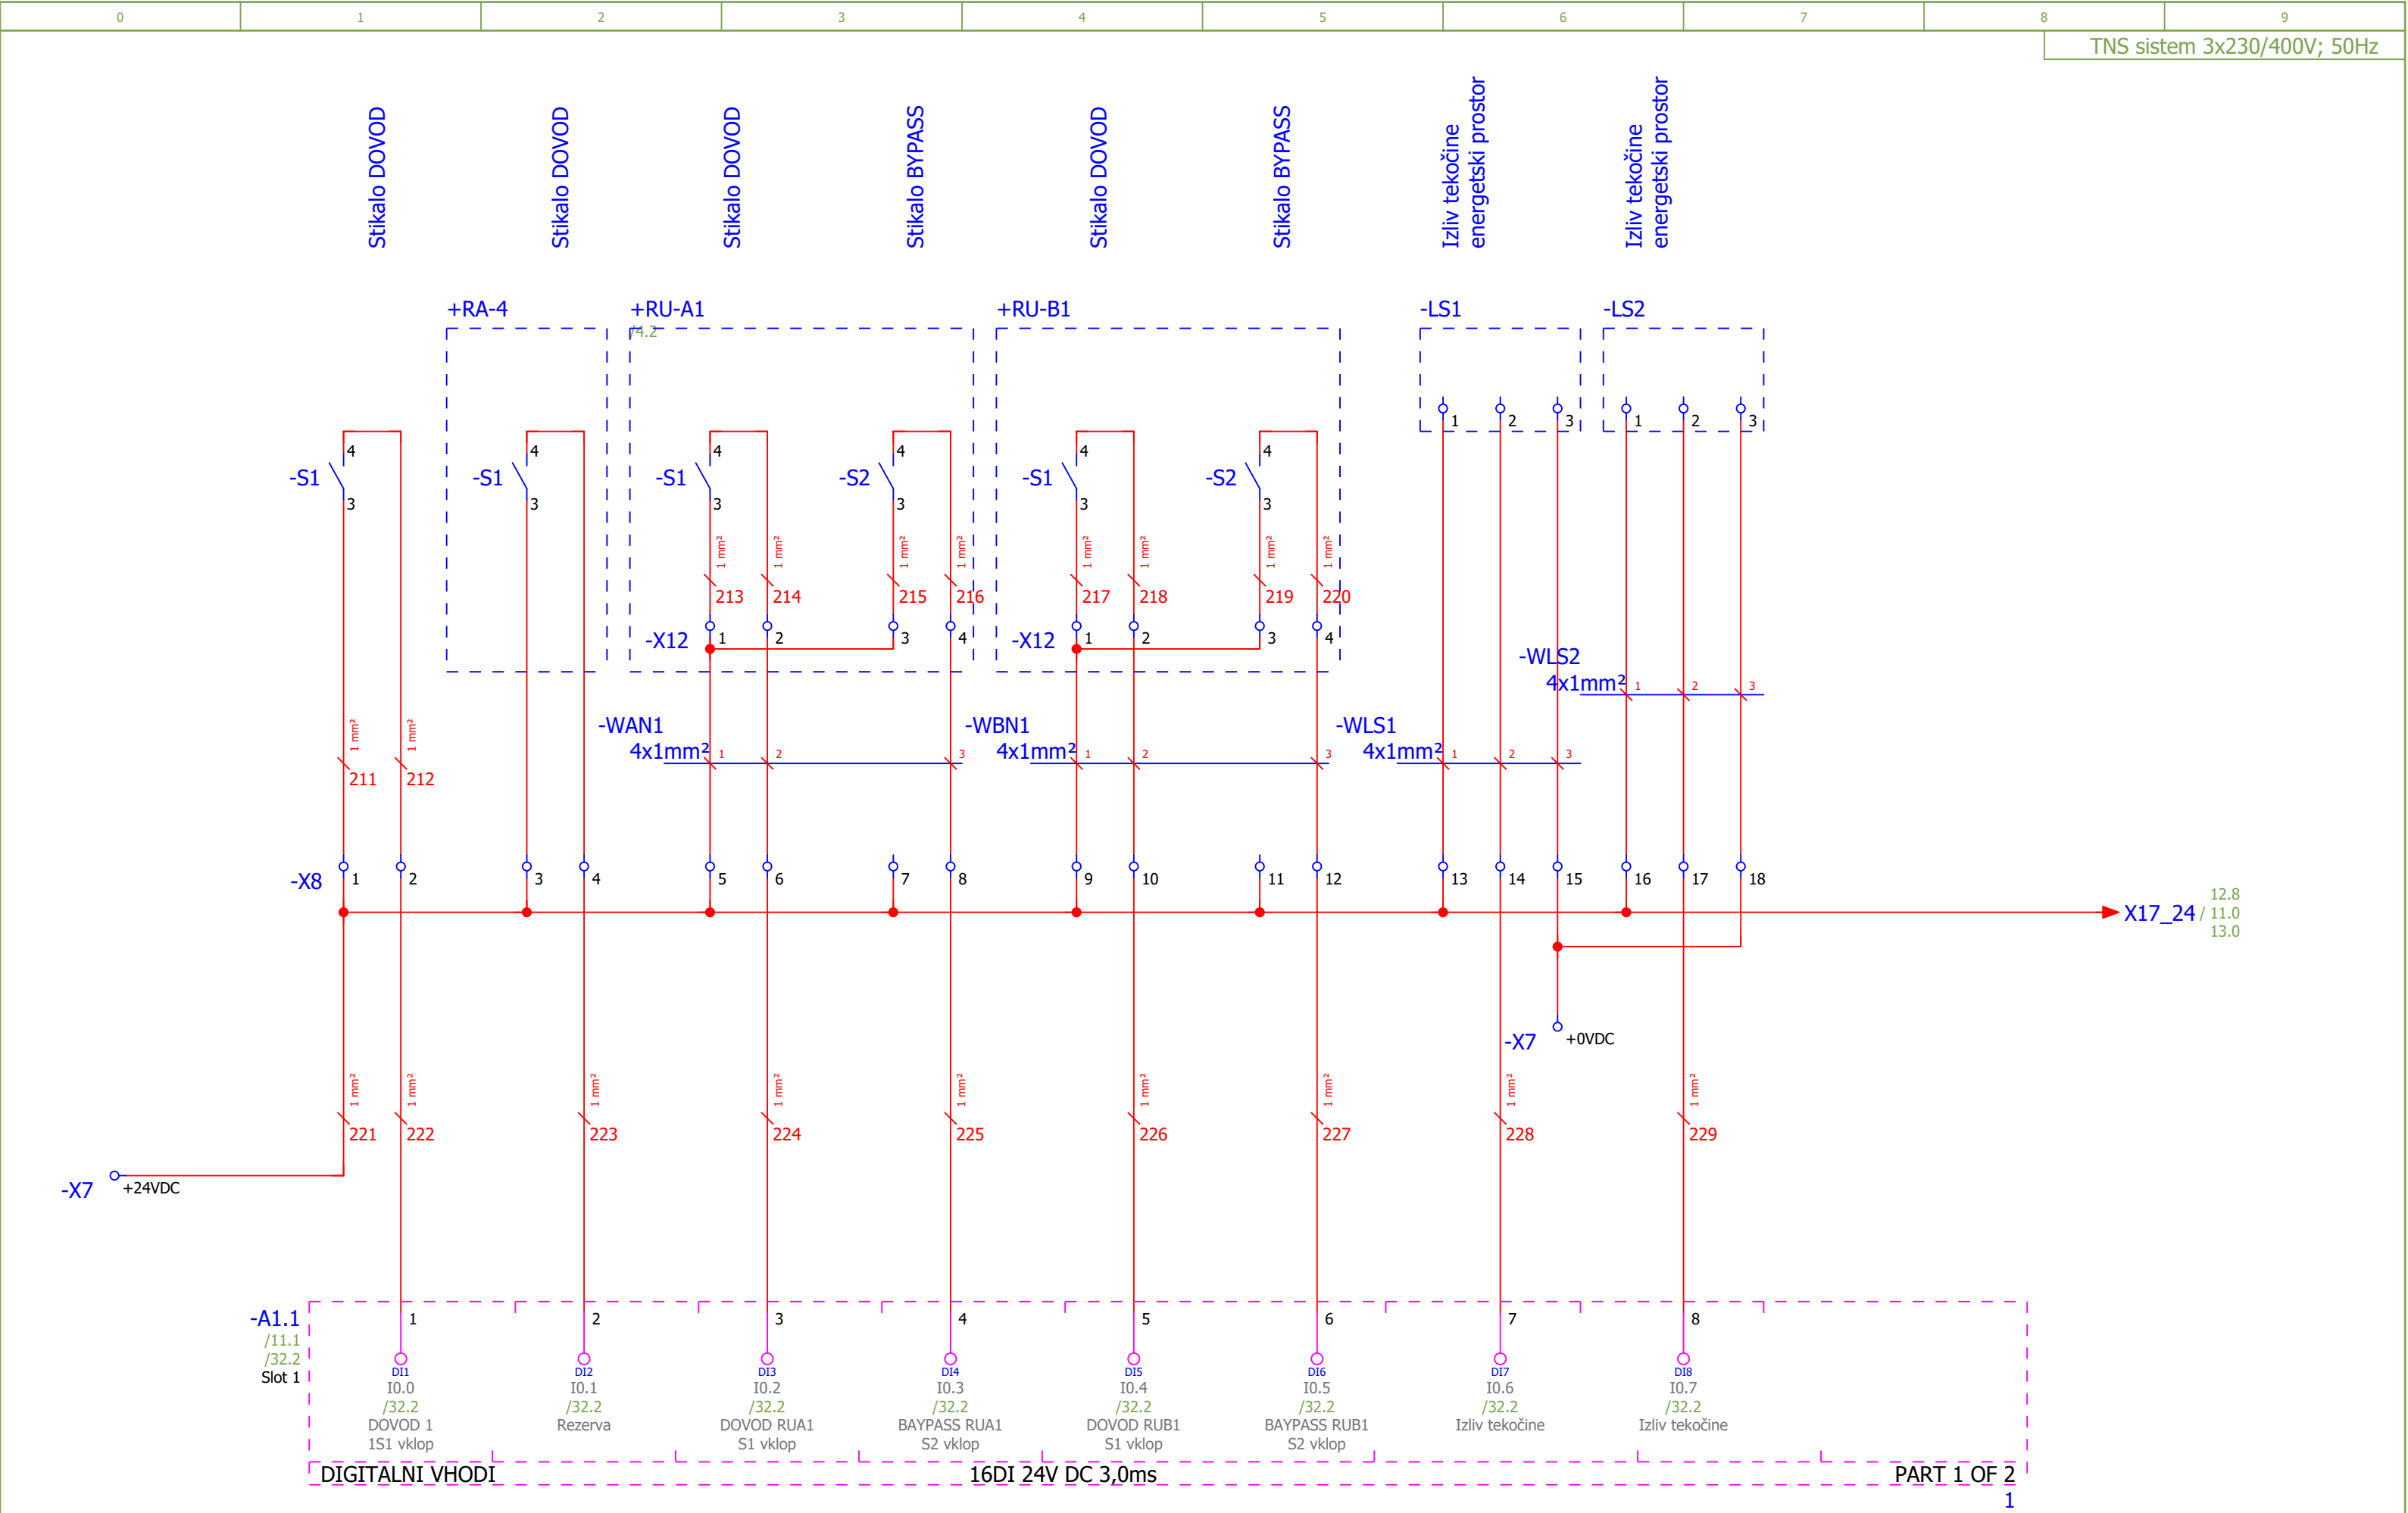 0 1 2 3 4 5 6 7 8 9
TNS sistem 3x230/400V; 50Hz
Stikalo DOVOD
Stikalo DOVOD
Stikalo DOVOD
Stikalo BYPASS
Stikalo DOVOD
Stikalo BYPASS
Izliv tekočine
energetski prostor
Izliv tekočine
energetski prostor
+RA-4
+RU-A1
/4.2
+RU-B1
-LS1
-LS2
1 2 3 1 2 3
4 4 4 4 4 4
-S1 -S1 -S1 -S2 -S1 -S2
3 3 3 3 3 3
1 mm² 1 mm² 1 mm² 1 mm² 1 mm² 1 mm² 1 mm² 1 mm²
213 214 215 216 217 218 219 220
-X12 1 2 3 4 -X12 1 2 3 4
-WLS2
4x1mm² 1 2 3
-WAN1
4x1mm² 1 2 3
-WBN1
4x1mm² 1 2 3
-WLS1
4x1mm² 1 2 3
1 mm² 1 mm²
211 212
-X8 1 2 3 4 5 6 7 8 9 10 11 12 13 14 15 16 17 18
12.8
X17_24 / 11.0
13.0
-X7 +0VDC
1 mm² 1 mm² 1 mm² 1 mm² 1 mm² 1 mm² 1 mm² 1 mm² 1 mm²
221 222 223 224 225 226 227 228 229
-X7 +24VDC
-A1.1
/11.1
/32.2
Slot 1
1 2 3 4 5 6 7 8
DI1 DI2 DI3 DI4 DI5 DI6 DI7 DI8
I0.0 I0.1 I0.2 I0.3 I0.4 I0.5 I0.6 I0.7
/32.2 /32.2 /32.2 /32.2 /32.2 /32.2 /32.2 /32.2
DOVOD 1 Rezerva DOVOD RUA1 BAYPASS RUA1 DOVOD RUB1 BAYPASS RUB1 Izliv tekočine Izliv tekočine
1S1 vklop S1 vklop S2 vklop S1 vklop S2 vklop
DIGITALNI VHODI 16DI 24V DC 3,0ms PART 1 OF 2
1